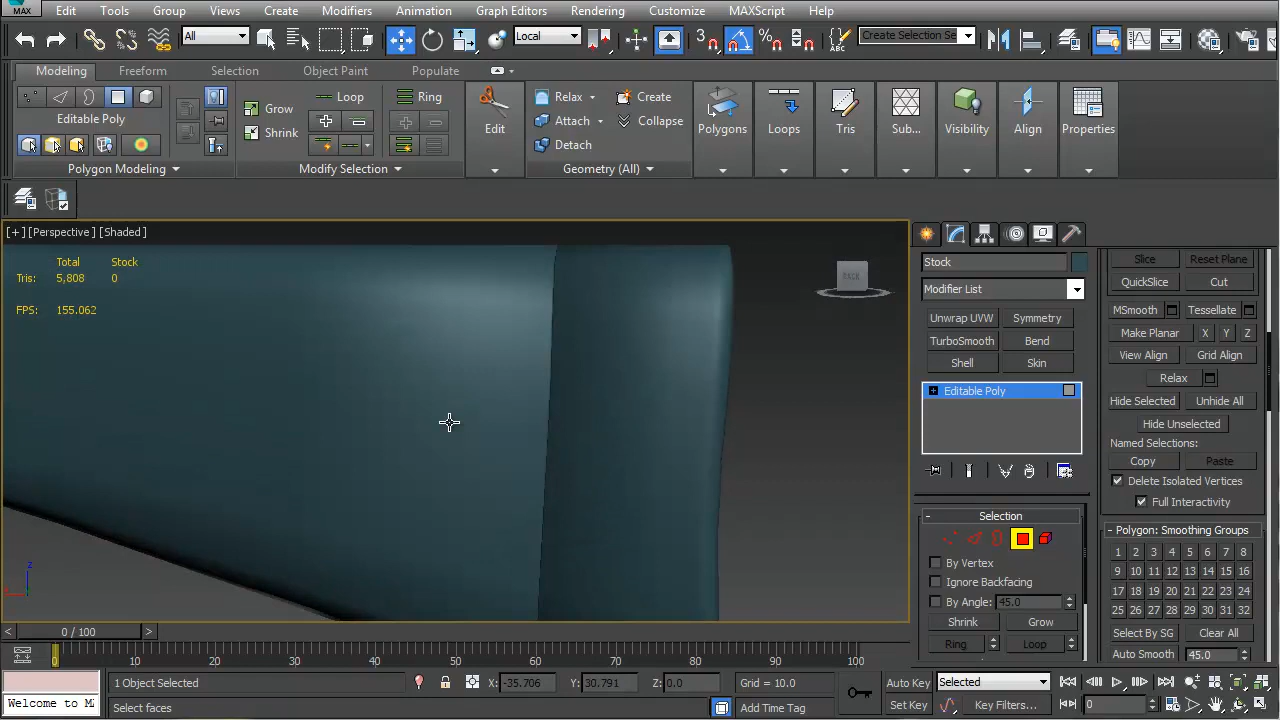 MAX
Edit Tools Group Views Create Modifiers Animation Graph Editors Rendering Customize MAXScript Help
All
Local
3
Create Selection Se
Modeling Freeform Selection Object Paint Populate
Loop Ring Relax Create
Grow
Editable Poly
Edit Attach Collapse Polygons Loops Tris Sub... Visibility Align Properties
Shrink
Detach
Polygon Modeling Modify Selection Geometry (All)
[+] [Perspective] [Shaded]
Total Stock
Tris: 5,808 0
FPS: 155.062
z
Stock
Modifier List
Unwrap UVW Symmetry
TurboSmooth Bend
Shell Skin
Editable Poly
Selection
By Vertex
Ignore Backfacing
By Angle: 45.0
Shrink Grow
Ring Loop
Slice Reset Plane
QuickSlice Cut
MSmooth Tessellate
Make Planar X Y Z
View Align Grid Align
Relax
Hide Selected Unhide All
Hide Unselected
Named Selections:
Copy Paste
Delete Isolated Vertices
Full Interactivity
Polygon: Smoothing Groups
1 2 3 4 5 6 7 8
9 10 11 12 13 14 15 16
17 18 19 20 21 22 23 24
25 26 27 28 29 30 31 32
Select By SG Clear All
Auto Smooth 45.0
< 0 / 100 >
0 10 20 30 40 50 60 70 80 90 100
1 Object Selected X: -35.706 Y: 30.791 Z: 0.0 Grid = 10.0 Auto Key Selected
Welcome to M
Select faces Add Time Tag Set Key Key Filters... 0